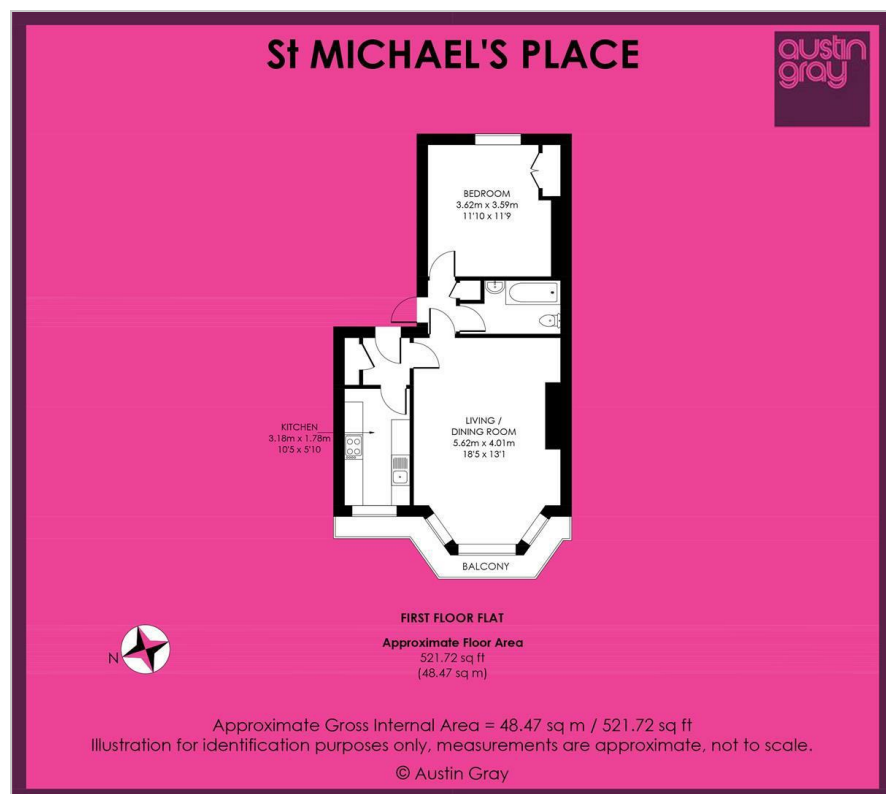 St MICHAEL'S PLACE
austin
gray
BEDROOM
3.62m x 3.59m
11'10 x 11'9
LIVING /
DINING ROOM
5.62m x 4.01m
18'5 x 13'1
KITCHEN
3.18m x 1.78m
10'5 x 5'10
BALCONY
FIRST FLOOR FLAT
Approximate Floor Area
521.72 sq ft
(48.47 sq m)
N
Approximate Gross Internal Area = 48.47 sq m / 521.72 sq ft
Illustration for identification purposes only, measurements are approximate, not to scale.
© Austin Gray